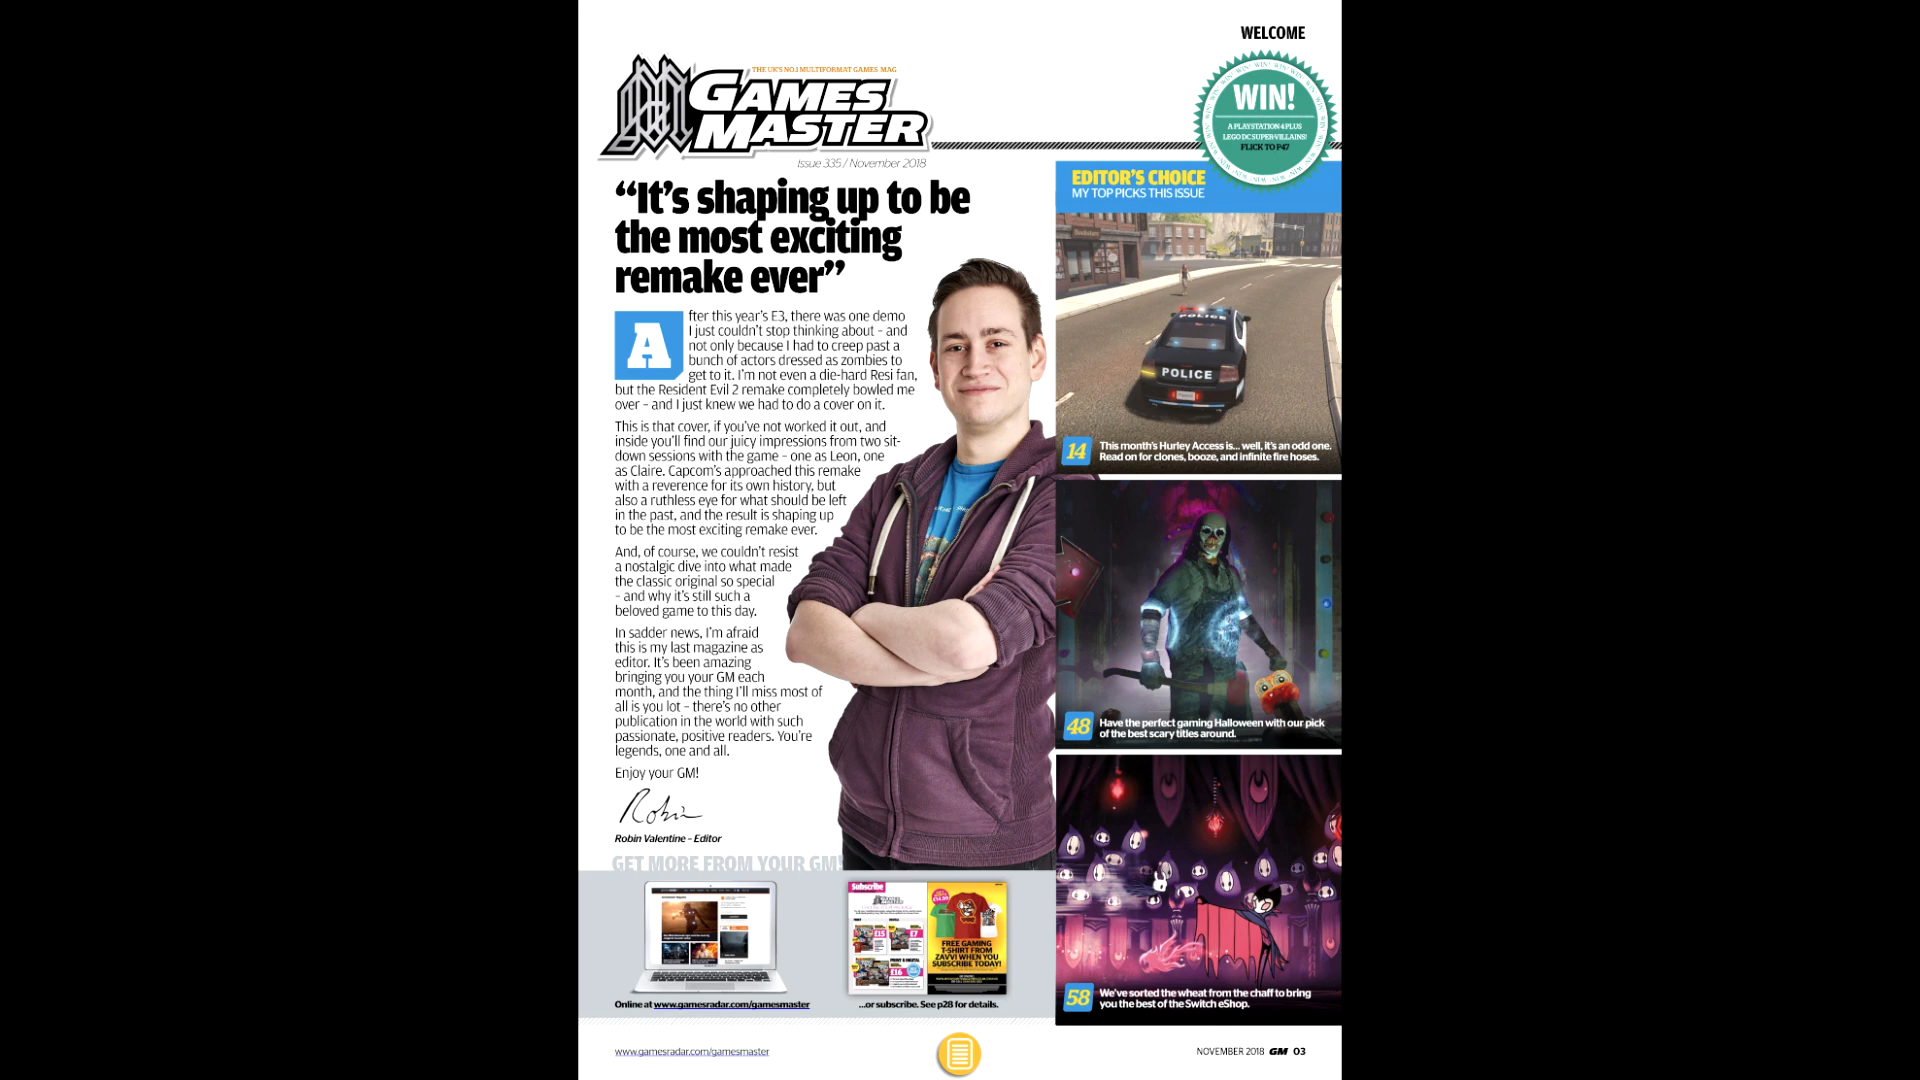 WELCOME
THE UK'S NO.1 MULTIFORMAT GAMES MAG
GAMES
MASTER
Issue 335 / November 2018
WIN!
A PLAYSTATION 4 PLUS
LEGO DC SUPER-VILLAINS!
FLICK TO P47
“It’s shaping up to be
the most exciting
remake ever”
After this year’s E3, there was one demo
I just couldn’t stop thinking about – and
not only because I had to creep past a
bunch of actors dressed as zombies to
get to it. I’m not even a die-hard Resi fan,
but the Resident Evil 2 remake completely bowled me
over – and I just knew we had to do a cover on it.
This is that cover, if you’ve not worked it out, and
inside you’ll find our juicy impressions from two sit-
down sessions with the game – one as Leon, one
as Claire. Capcom’s approached this remake
with a reverence for its own history, but
also a ruthless eye for what should be left
in the past, and the result is shaping up
to be the most exciting remake ever.
And, of course, we couldn’t resist
a nostalgic dive into what made
the classic original so special
– and why it’s still such a
beloved game to this day.
In sadder news, I’m afraid
this is my last magazine as
editor. It’s been amazing
bringing you your GM each
month, and the thing I’ll miss most of
all is you lot – there’s no other
publication in the world with such
passionate, positive readers. You’re
legends, one and all.
Enjoy your GM!
Robin
Robin Valentine – Editor
EDITOR’S CHOICE
MY TOP PICKS THIS ISSUE
POLICE
POLICE
14
This month’s Hurley Access is... well, it’s an odd one.
Read on for clones, booze, and infinite fire hoses.
48
Have the perfect gaming Halloween with our pick
of the best scary titles around.
58
We’ve sorted the wheat from the chaff to bring
you the best of the Switch eShop.
GET MORE FROM YOUR GM!
Subscribe
GAMES
MASTER
£15
£7
£16
FREE GAMING
T-SHIRT FROM
ZAVVI WHEN YOU
SUBSCRIBE TODAY!
Online at www.gamesradar.com/gamesmaster
...or subscribe. See p28 for details.
www.gamesradar.com/gamesmaster
NOVEMBER 2018 GM 03